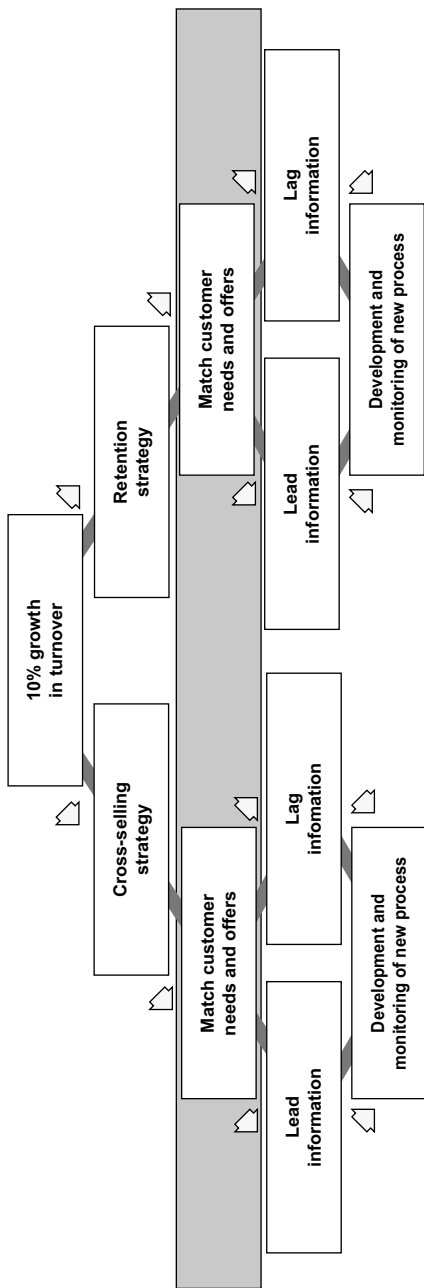 10% growth
in turnover
Cross-selling
strategy
Retention
strategy
Match customer
needs and offers
Match customer
needs and offers
Lead
information
Lag
infomation
Lead
information
Lag
information
Development and
monitoring of new process
Development and
monitoring of new process